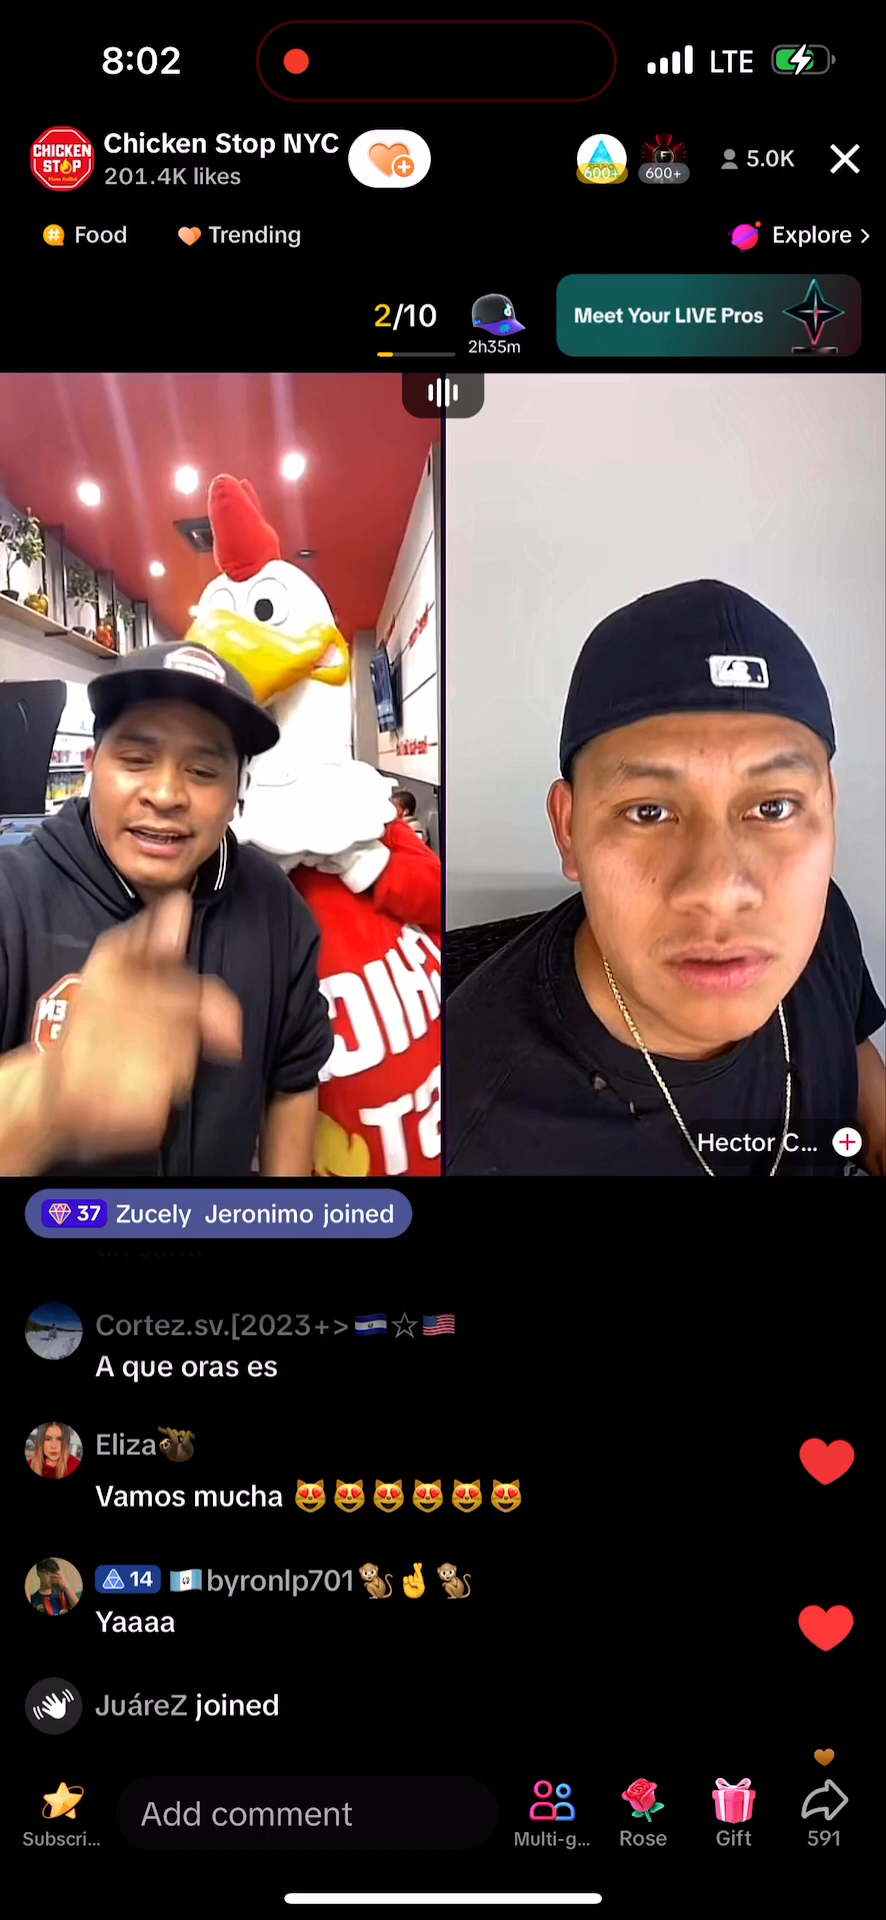 8:02
LTE
CHICKEN
STOP
Chicken Stop NYC
201.4K likes
600+
600+
5.0K
Food
Trending
Explore >
2/10
2h35m
Meet Your LIVE Pros
Hector C...
37 Zucely Jeronimo joined
Cortez.sv.[2023+>🇸🇻☆🇺🇸
A que oras es
Eliza🦥
Vamos mucha 😻😻😻😻😻😻
14 🇬🇹byronlp701🐒🤞🐒
Yaaaa
JuáreZ joined
Add comment
Subscri...
Multi-g...
Rose
Gift
591